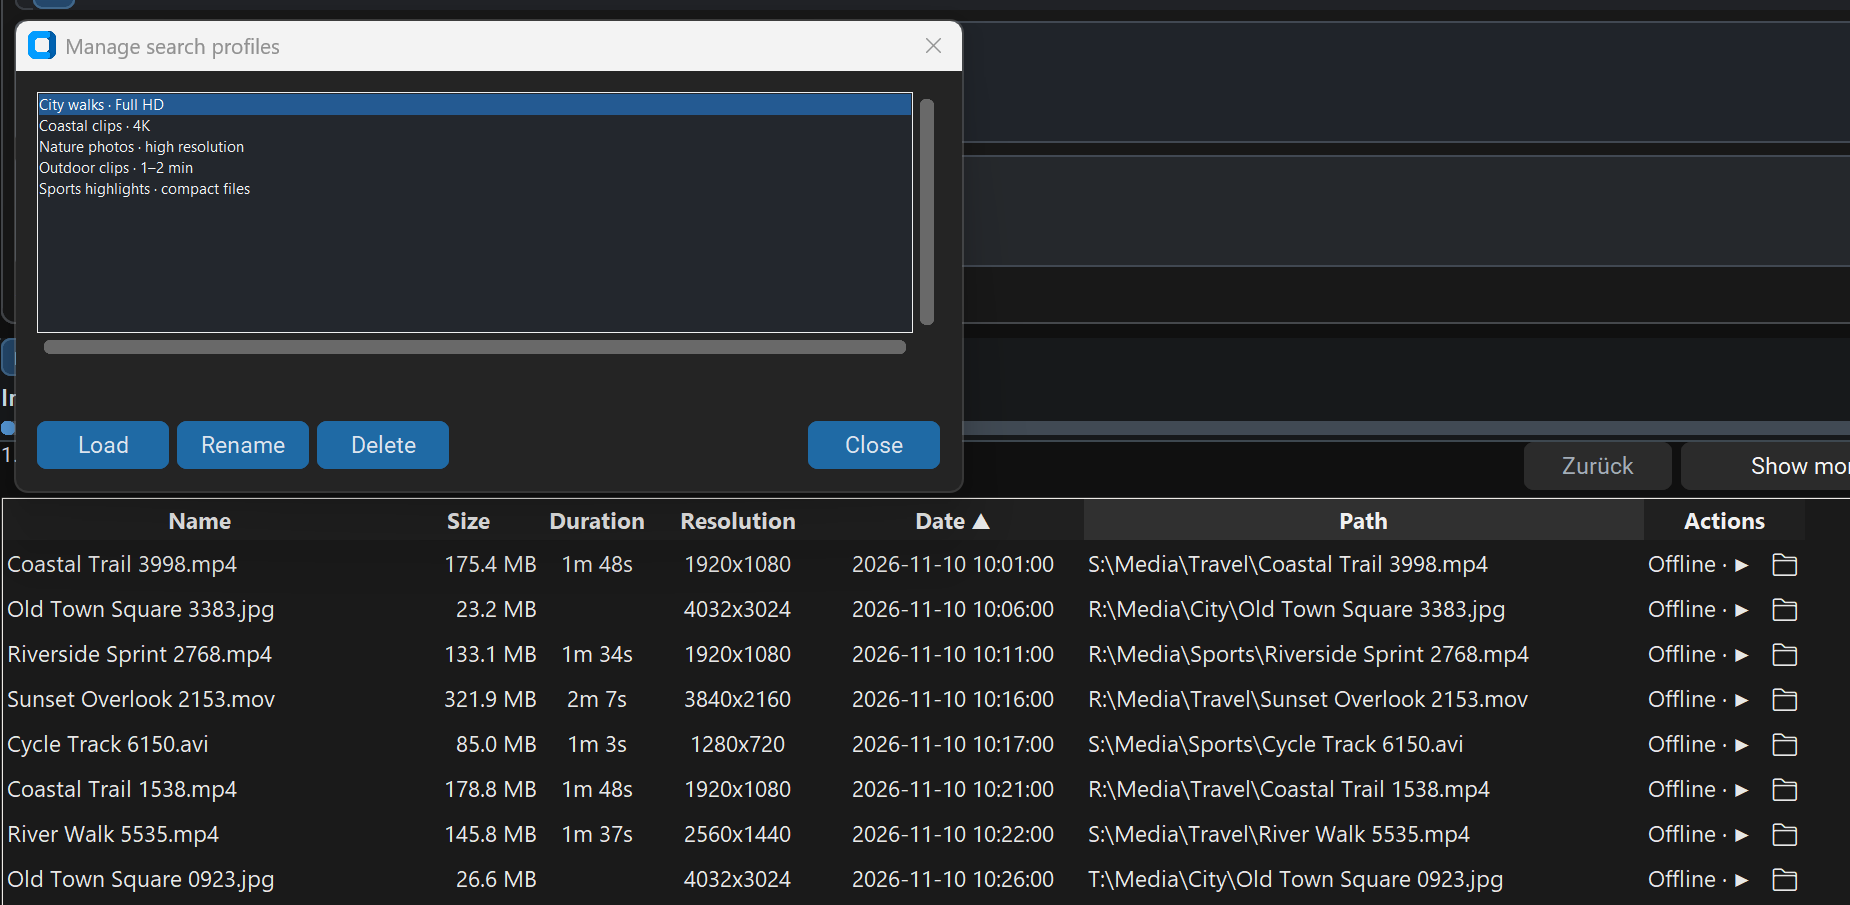 Manage search profiles
City walks · Full HD
Coastal clips · 4K
Nature photos · high resolution
Outdoor clips · 1–2 min
Sports highlights · compact files
Load Rename Delete Close
1.
Zurück Show mor
Name Size Duration Resolution Date ▲ Path Actions
Coastal Trail 3998.mp4 175.4 MB 1m 48s 1920x1080 2026-11-10 10:01:00 S:\Media\Travel\Coastal Trail 3998.mp4 Offline · ►
Old Town Square 3383.jpg 23.2 MB 4032x3024 2026-11-10 10:06:00 R:\Media\City\Old Town Square 3383.jpg Offline · ►
Riverside Sprint 2768.mp4 133.1 MB 1m 34s 1920x1080 2026-11-10 10:11:00 R:\Media\Sports\Riverside Sprint 2768.mp4 Offline · ►
Sunset Overlook 2153.mov 321.9 MB 2m 7s 3840x2160 2026-11-10 10:16:00 R:\Media\Travel\Sunset Overlook 2153.mov Offline · ►
Cycle Track 6150.avi 85.0 MB 1m 3s 1280x720 2026-11-10 10:17:00 S:\Media\Sports\Cycle Track 6150.avi Offline · ►
Coastal Trail 1538.mp4 178.8 MB 1m 48s 1920x1080 2026-11-10 10:21:00 R:\Media\Travel\Coastal Trail 1538.mp4 Offline · ►
River Walk 5535.mp4 145.8 MB 1m 37s 2560x1440 2026-11-10 10:22:00 S:\Media\Travel\River Walk 5535.mp4 Offline · ►
Old Town Square 0923.jpg 26.6 MB 4032x3024 2026-11-10 10:26:00 T:\Media\City\Old Town Square 0923.jpg Offline · ►